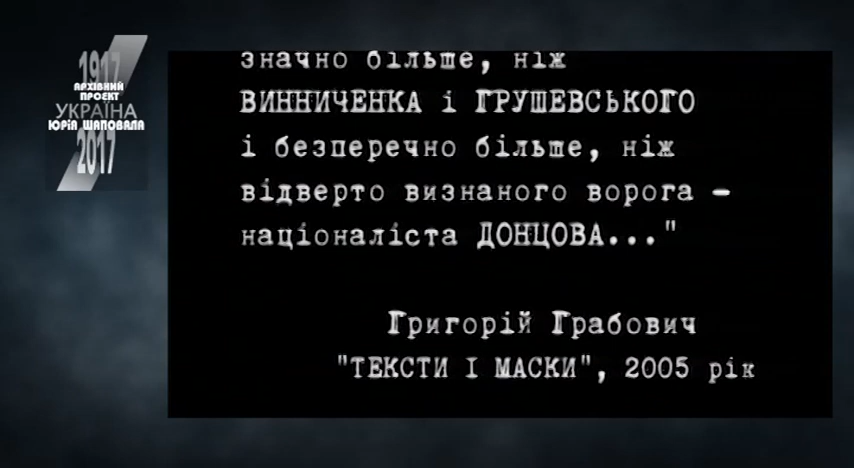 1917
АРХІВНИЙ
ПРОЕКТ
УКРАЇНА
ЮРІЯ ШАПОВАЛА
2017
значно більше, ніж
ВИННИЧЕНКА і ГРУШЕВСЬКОГО
і безперечно більше, ніж
відверто визнаного ворога –
націоналіста ДОНЦОВА..."
Григорій Грабович
"ТЕКСТИ І МАСКИ", 2005 рік